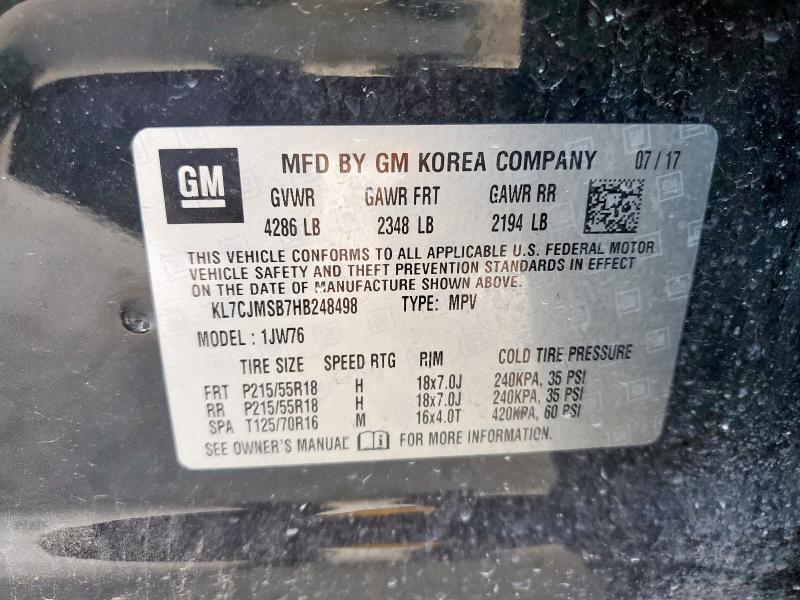 GM MFD BY GM KOREA COMPANY 07/17
GVWR GAWR FRT GAWR RR
4286 LB 2348 LB 2194 LB
THIS VEHICLE CONFORMS TO ALL APPLICABLE U.S. FEDERAL MOTOR
VEHICLE SAFETY AND THEFT PREVENTION STANDARDS IN EFFECT
ON THE DATE OF MANUFACTURE SHOWN ABOVE.
KL7CJMSB7HB248498 TYPE: MPV
MODEL: 1JW76
TIRE SIZE SPEED RTG RIM COLD TIRE PRESSURE
FRT P215/55R18 H 18x7.0J 240KPA, 35 PSI
RR P215/55R18 H 18x7.0J 240KPA, 35 PSI
SPA T125/70R16 M 16x4.0T 420KPA, 60 PSI
SEE OWNER'S MANUAL FOR MORE INFORMATION.